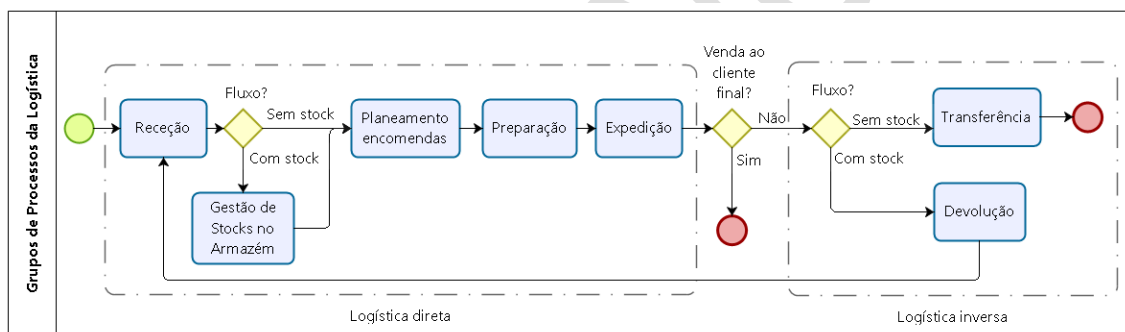 Grupos de Processos da Logística
Receção
Fluxo?
Sem stock
Com stock
Gestão de
Stocks no
Armazém
Planeamento
encomendas
Preparação
Expedição
Venda ao
cliente
final?
Não
Sim
Fluxo?
Sem stock
Com stock
Transferência
Devolução
Logística direta
Logística inversa